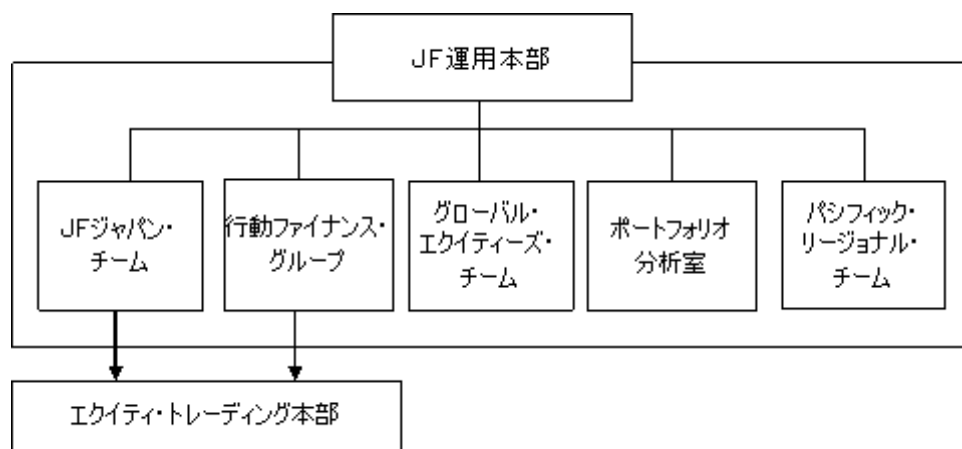 JF運用本部
JFジャパン・
チーム
行動ファイナンス・
グループ
グローバル・
エクイティーズ・
チーム
ポートフォリオ
分析室
パシフィック・
リージョナル・
チーム
エクイティ・トレーディング本部